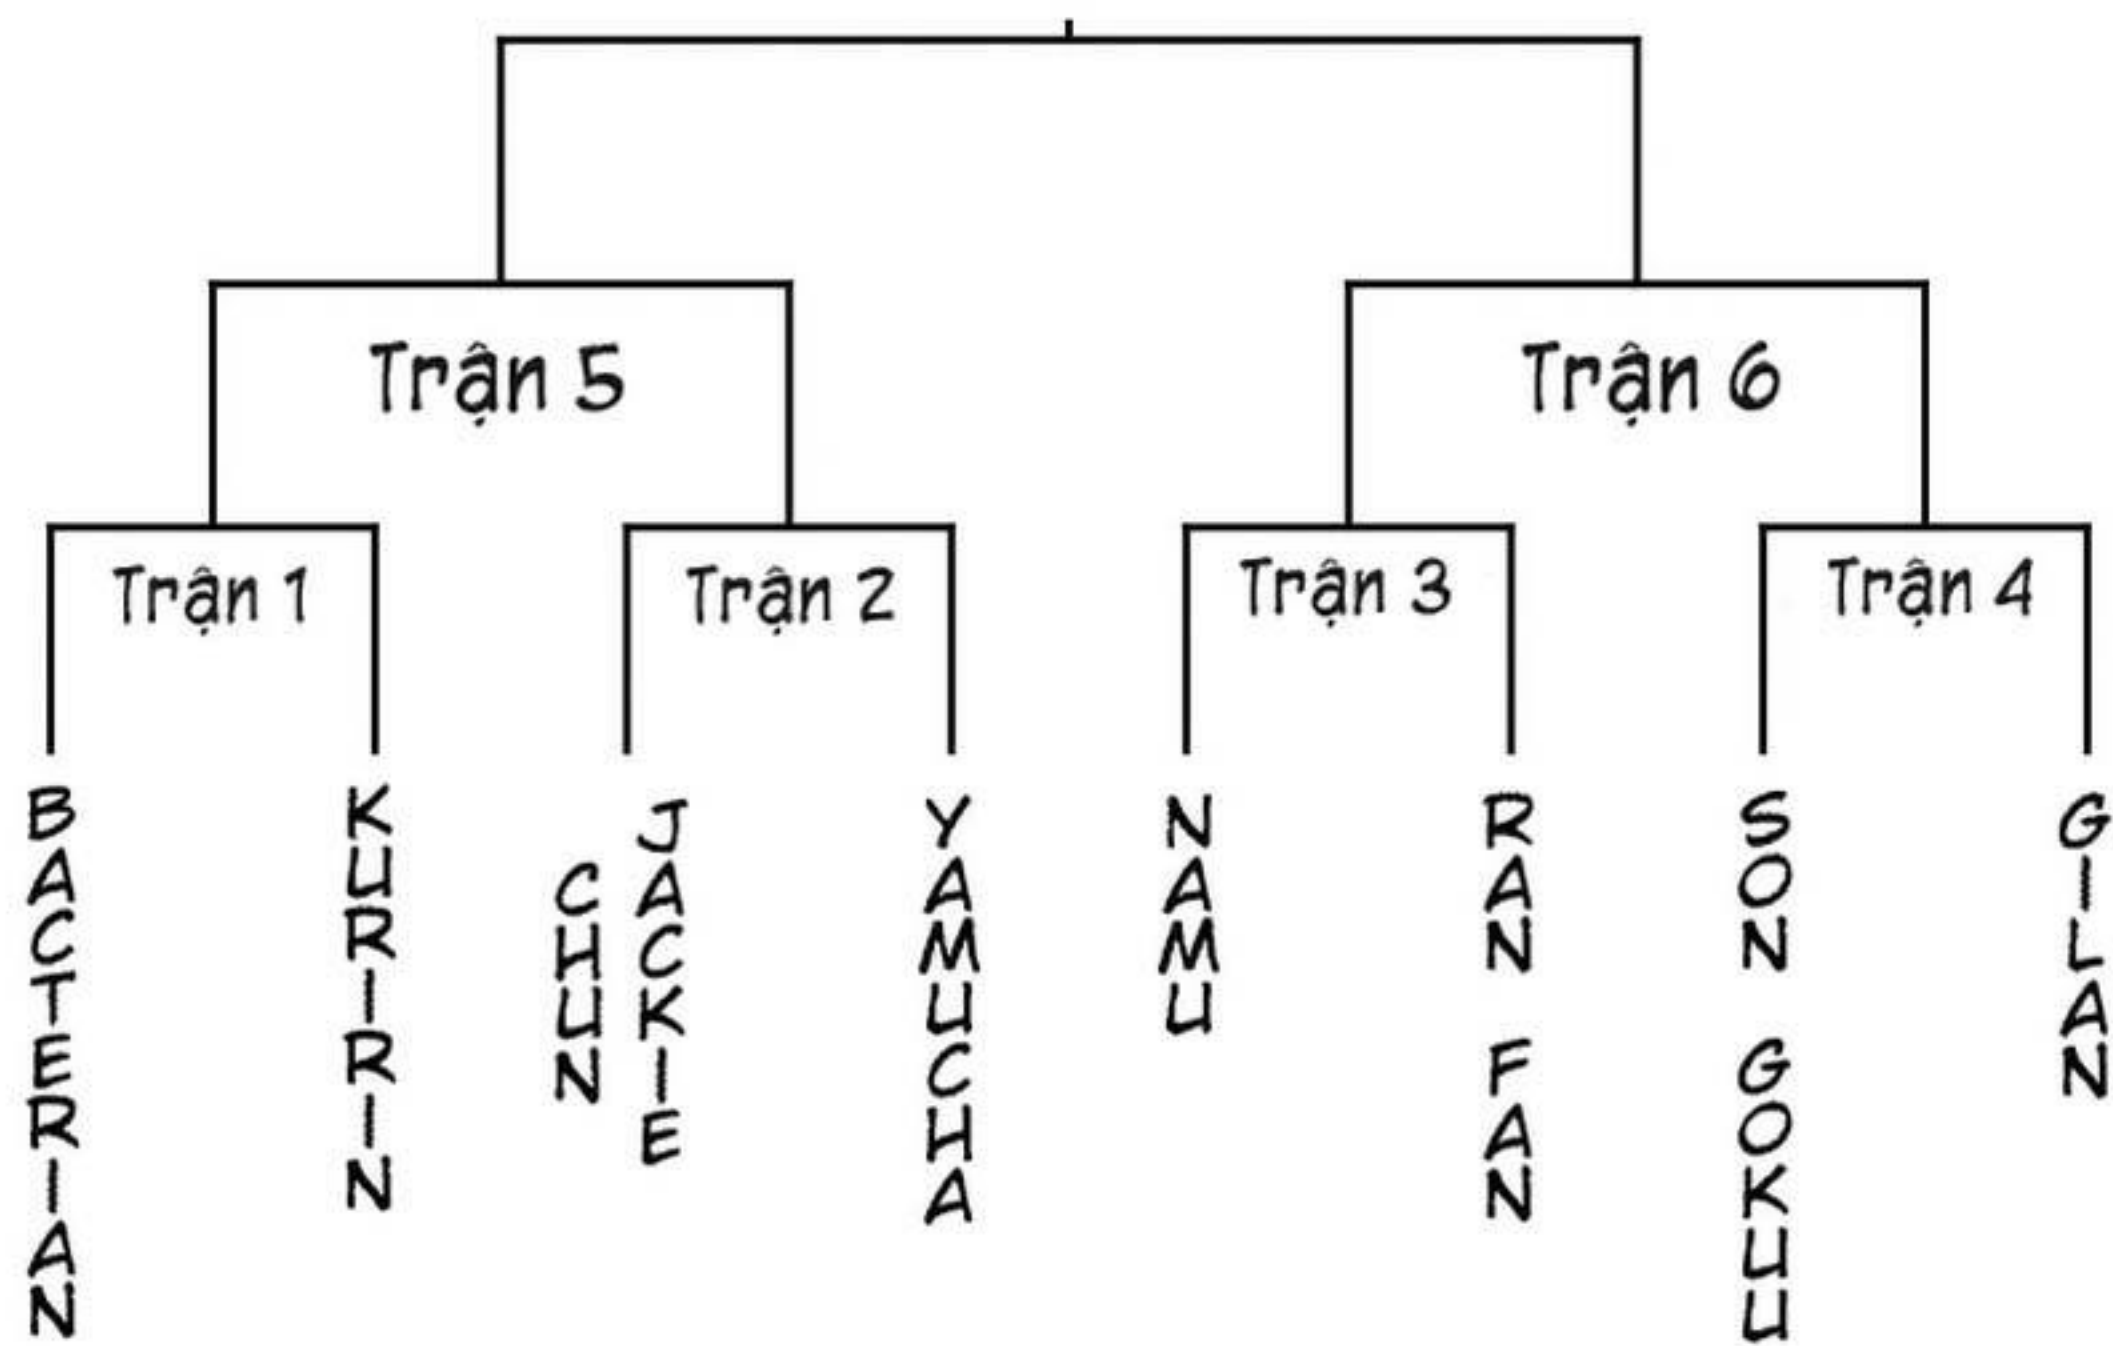 Trận 5
Trận 6
Trận 1
Trận 2
Trận 3
Trận 4
BACTERIAN
KURIRIN
JACKIE
CHUN
YAMUCHA
NAMU
RAN FAN
SON GOKUU
GILAN